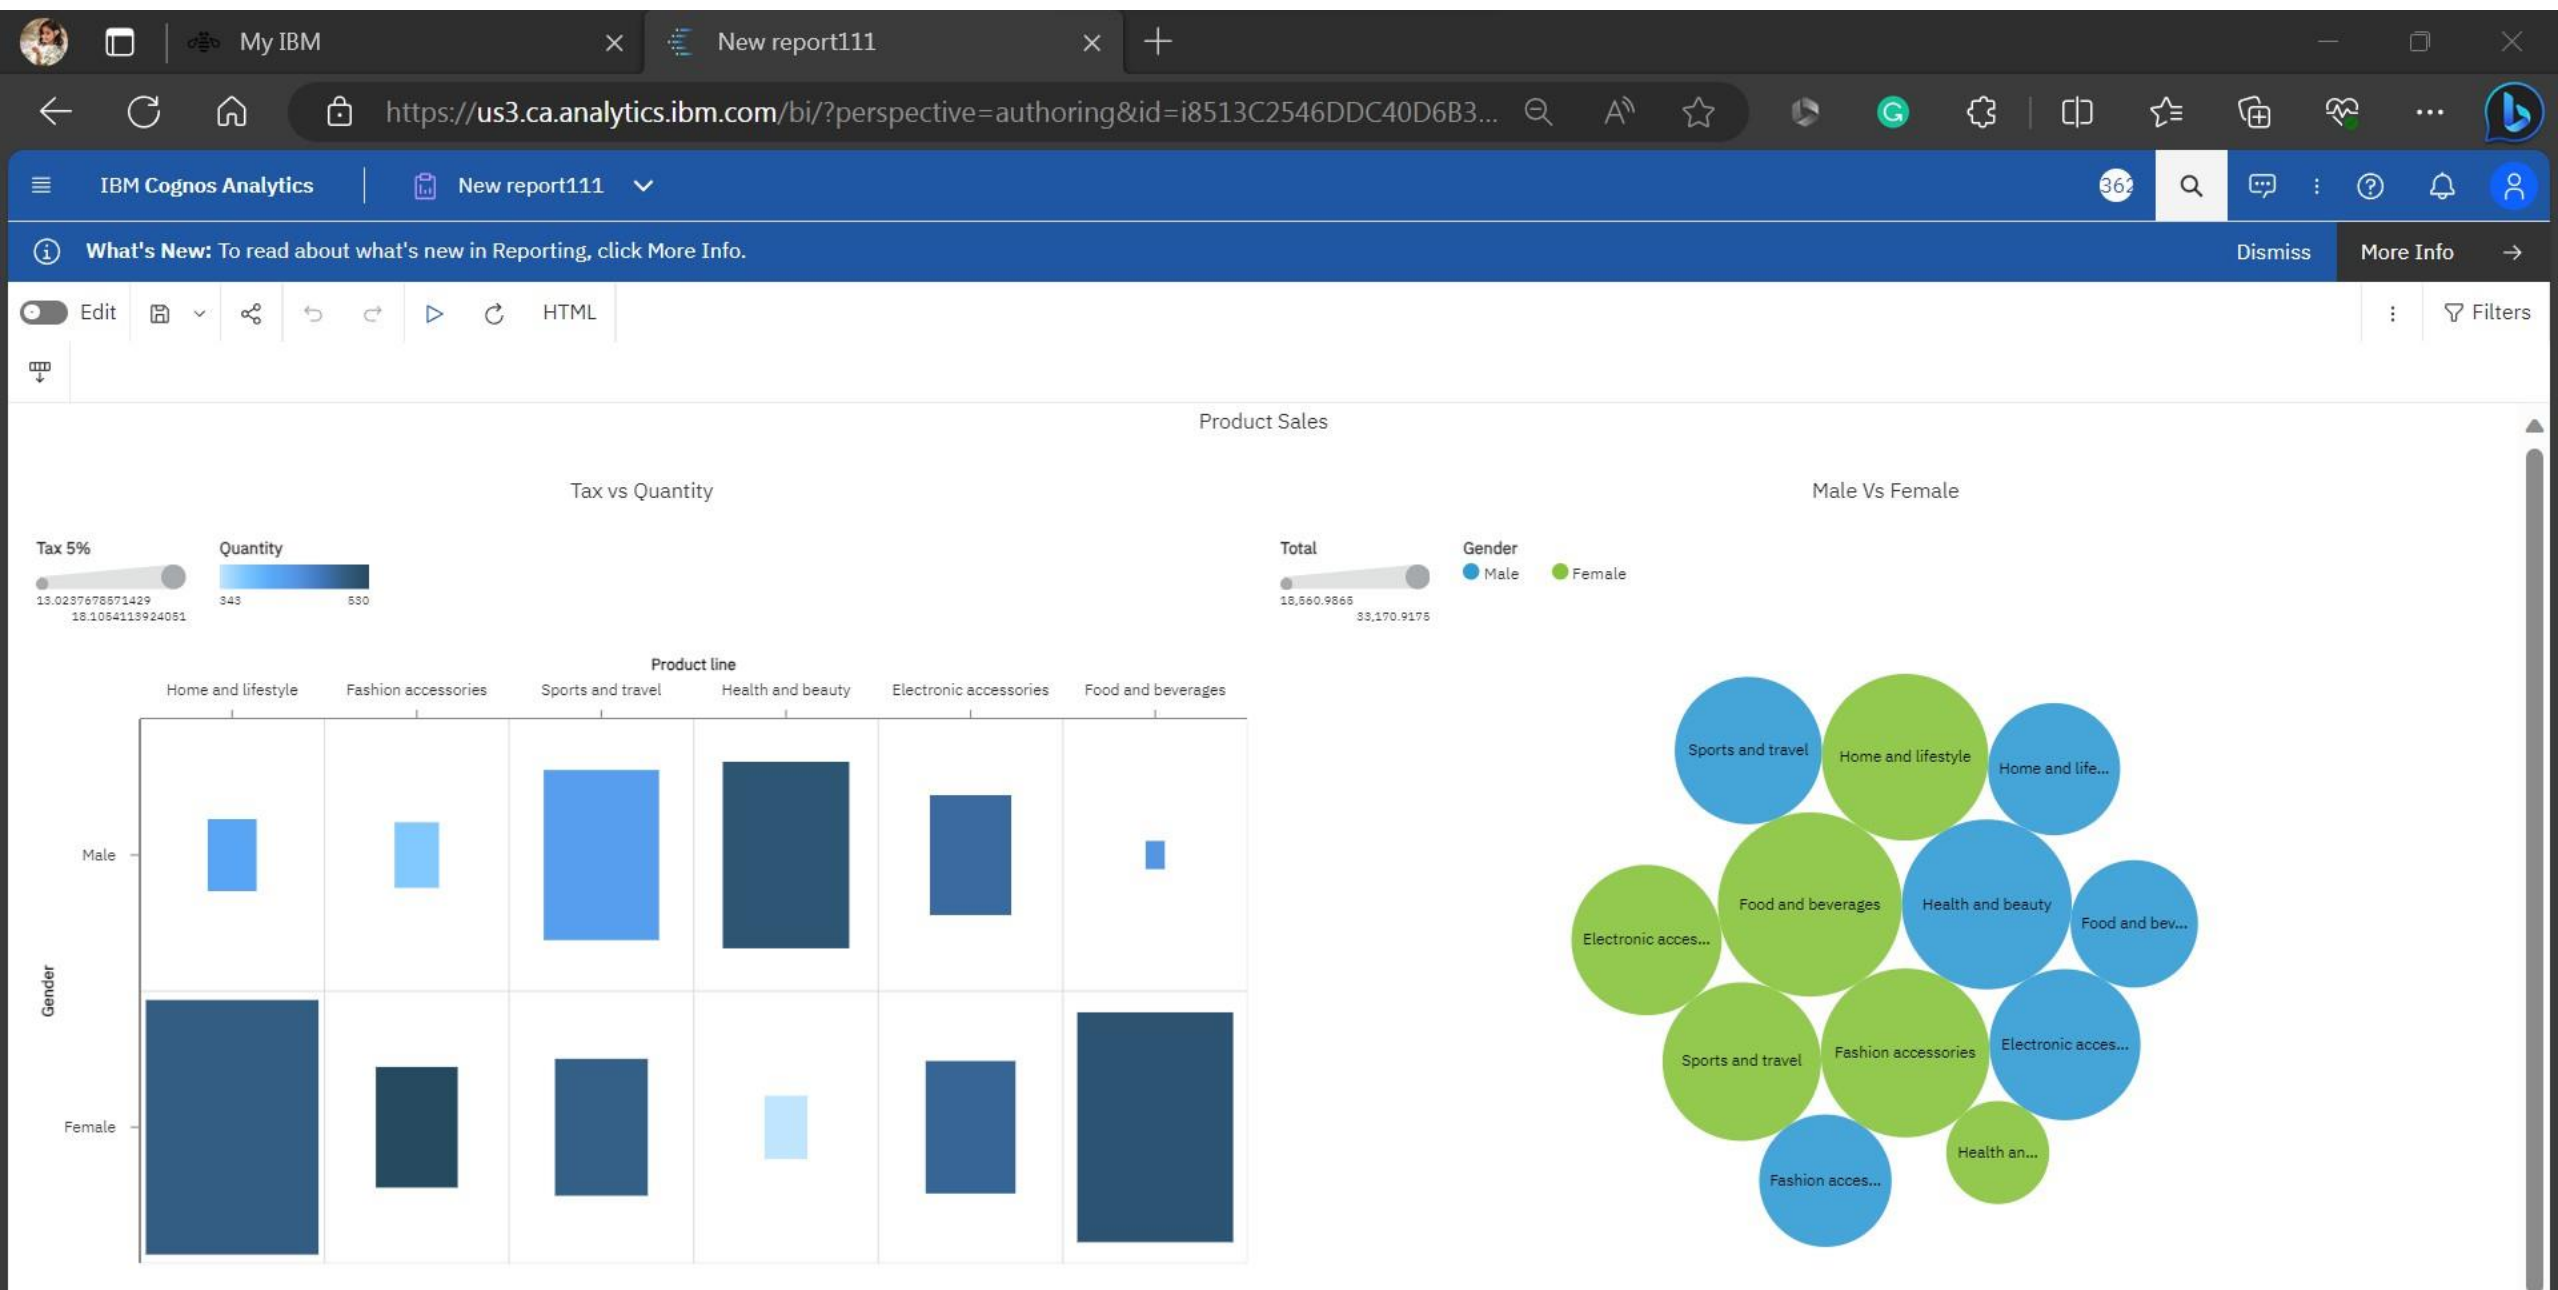 My IBM
New report111
https://us3.ca.analytics.ibm.com/bi/?perspective=authoring&id=i8513C2546DDC40D6B3...
IBM Cognos Analytics
New report111
362
What's New: To read about what's new in Reporting, click More Info.
Dismiss
More Info
Edit
HTML
Filters
Product Sales
Tax vs Quantity
Tax 5%
13.0237678571429
18.1054113924051
Quantity
343 530
Product line
Home and lifestyle Fashion accessories Sports and travel Health and beauty Electronic accessories Food and beverages
Gender
Male
Female
Male Vs Female
Total
18,560.9865
33,170.9175
Gender
Male Female
Sports and travel
Home and lifestyle
Home and life...
Food and beverages
Health and beauty
Food and bev...
Electronic acces...
Sports and travel
Fashion accessories
Electronic acces...
Health an...
Fashion acces...